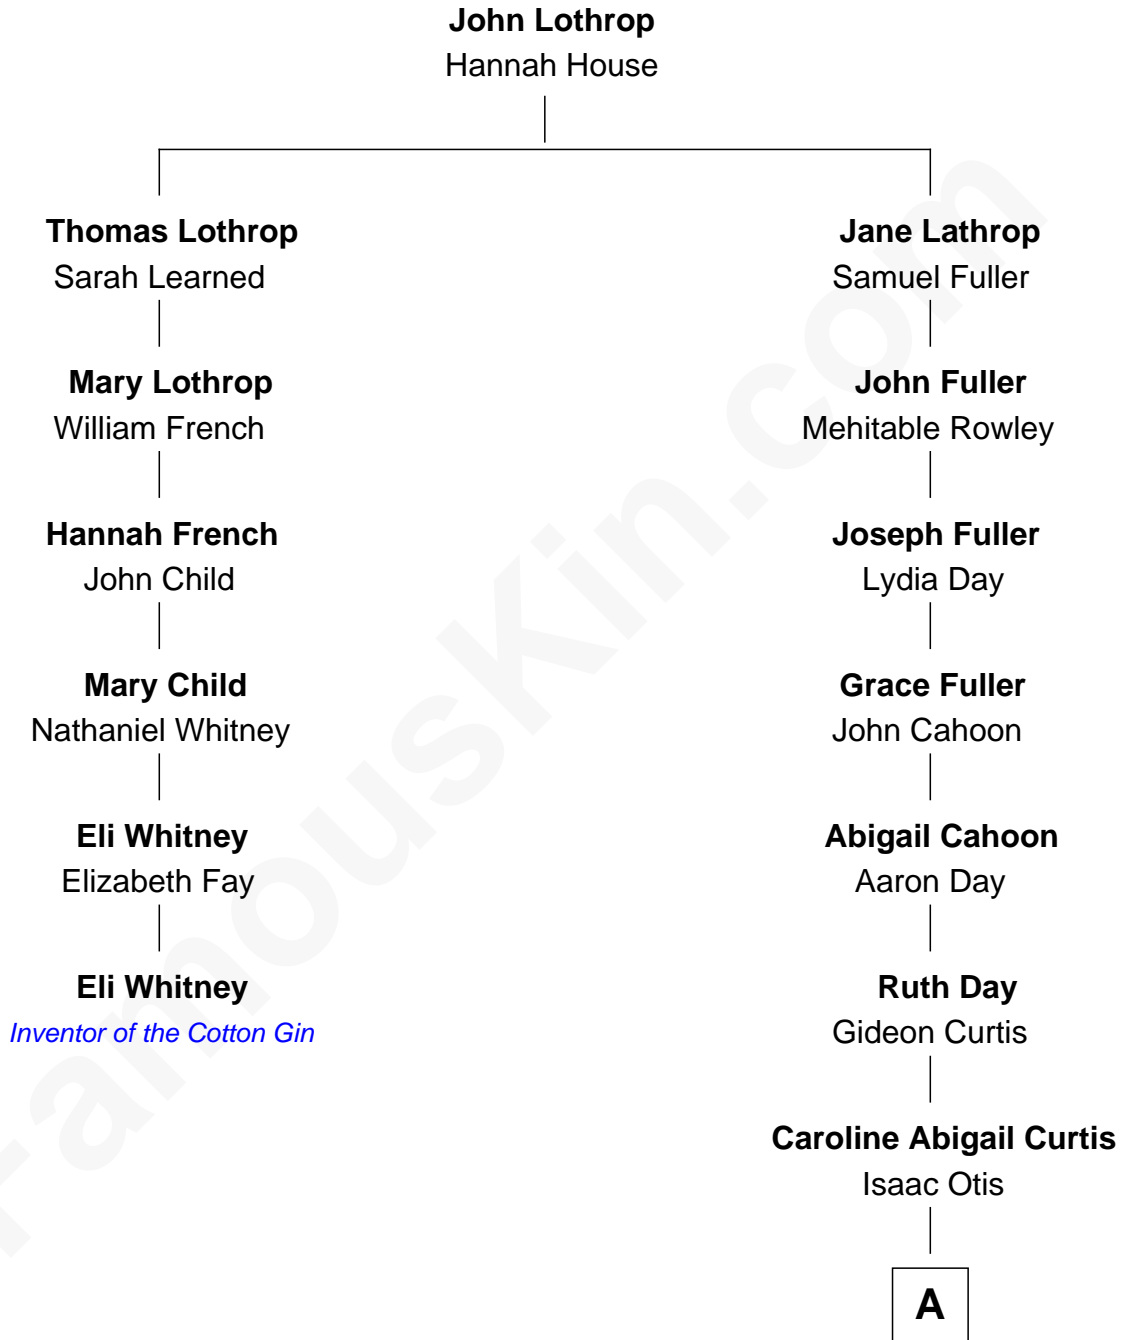 John Lothrop
Hannah House
Thomas Lothrop
Sarah Learned
Jane Lathrop
Samuel Fuller
Mary Lothrop
William French
John Fuller
Mehitable Rowley
Hannah French
John Child
Joseph Fuller
Lydia Day
Mary Child
Nathaniel Whitney
Grace Fuller
John Cahoon
Eli Whitney
Elizabeth Fay
Abigail Cahoon
Aaron Day
Eli Whitney
Inventor of the Cotton Gin
Ruth Day
Gideon Curtis
Caroline Abigail Curtis
Isaac Otis
A
FamousKin.com